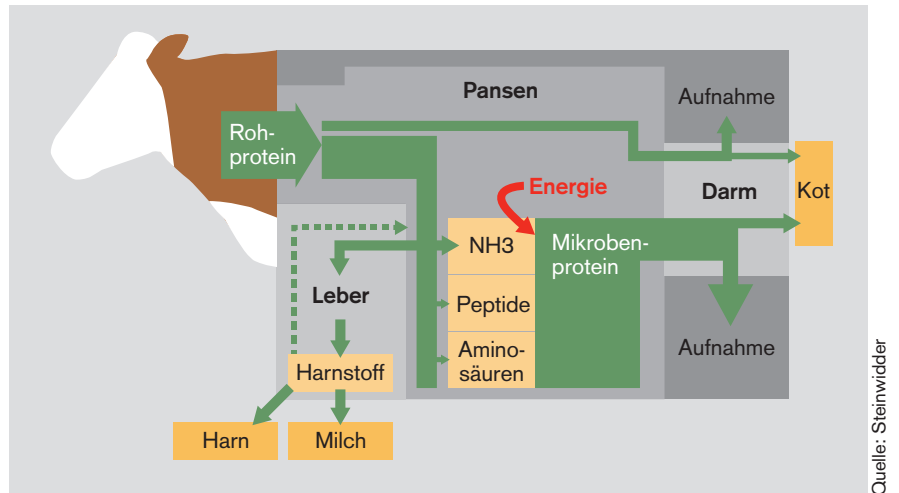 Pansen
Aufnahme
Roh-
protein
Energie
Darm
Kot
NH3
Mikroben-
protein
Leber
Peptide
Amino-
säuren
Aufnahme
Harnstoff
Harn
Milch
Quelle: Steinwidder